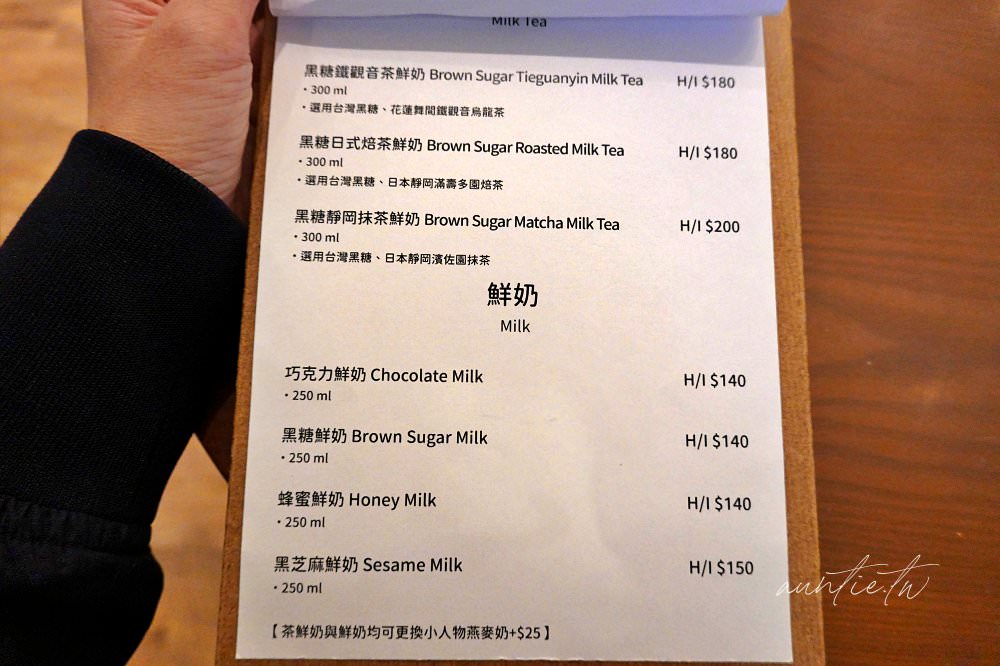 Milk Tea
黑糖鐵觀音茶鮮奶 Brown Sugar Tieguanyin Milk Tea H/I $180
・300 ml
・選用台灣黑糖、花蓮舞間鐵觀音烏龍茶
黑糖日式焙茶鮮奶 Brown Sugar Roasted Milk Tea H/I $180
・300 ml
・選用台灣黑糖、日本靜岡滿壽多園焙茶
黑糖靜岡抹茶鮮奶 Brown Sugar Matcha Milk Tea H/I $200
・300 ml
・選用台灣黑糖、日本靜岡濱佐園抹茶
鮮奶
Milk
巧克力鮮奶 Chocolate Milk H/I $140
・250 ml
黑糖鮮奶 Brown Sugar Milk H/I $140
・250 ml
蜂蜜鮮奶 Honey Milk H/I $140
・250 ml
黑芝麻鮮奶 Sesame Milk H/I $150
・250 ml
【茶鮮奶與鮮奶均可更換小人物燕麥奶+$25】
auntie.tw